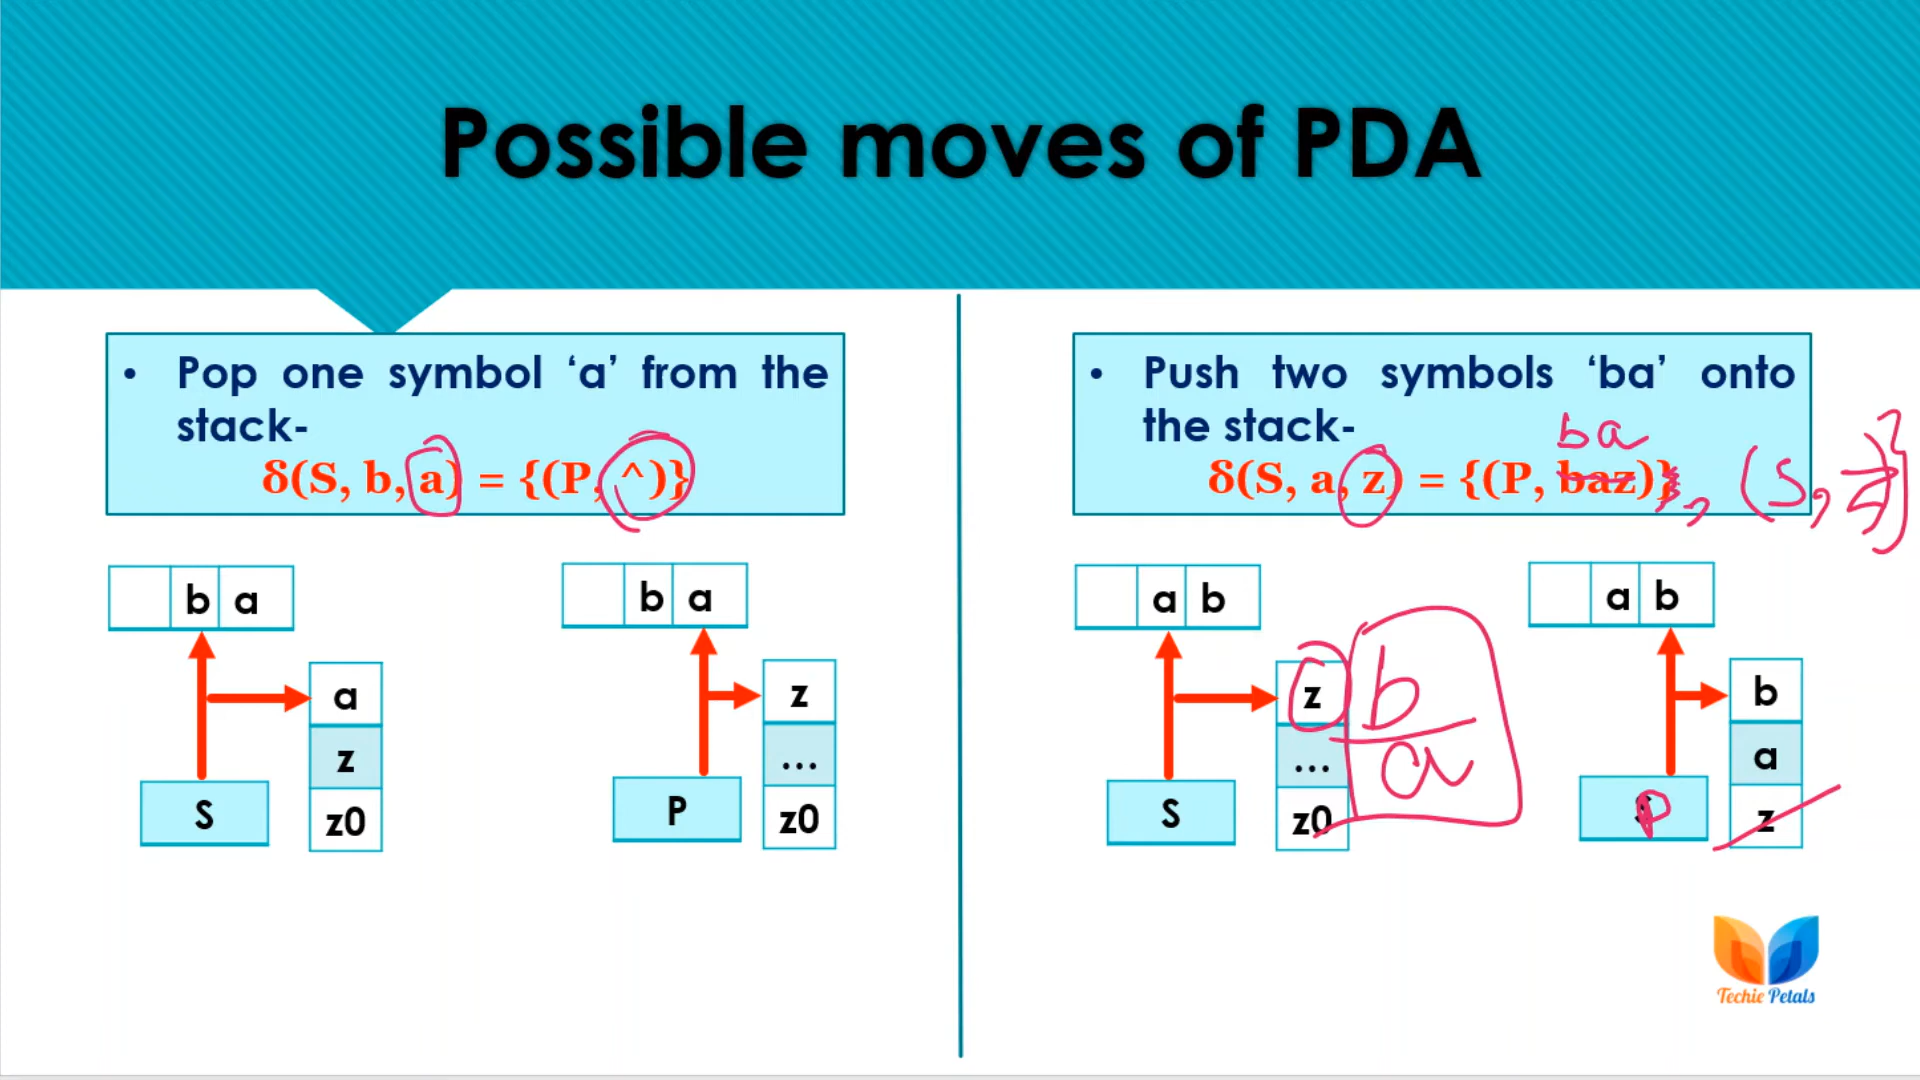 Possible moves of PDA
• Pop one symbol ‘a’ from the
stack-
δ(S, b, a) = {(P, ^)}
b a
a
z
z0
S
b a
z
...
z0
P
• Push two symbols ‘ba’ onto
the stack-
ba
δ(S, a, z) = {(P, baz)}, (S, z)}
a b
z
...
z0
b
a
S
a b
b
a
z
P
Techie Petals